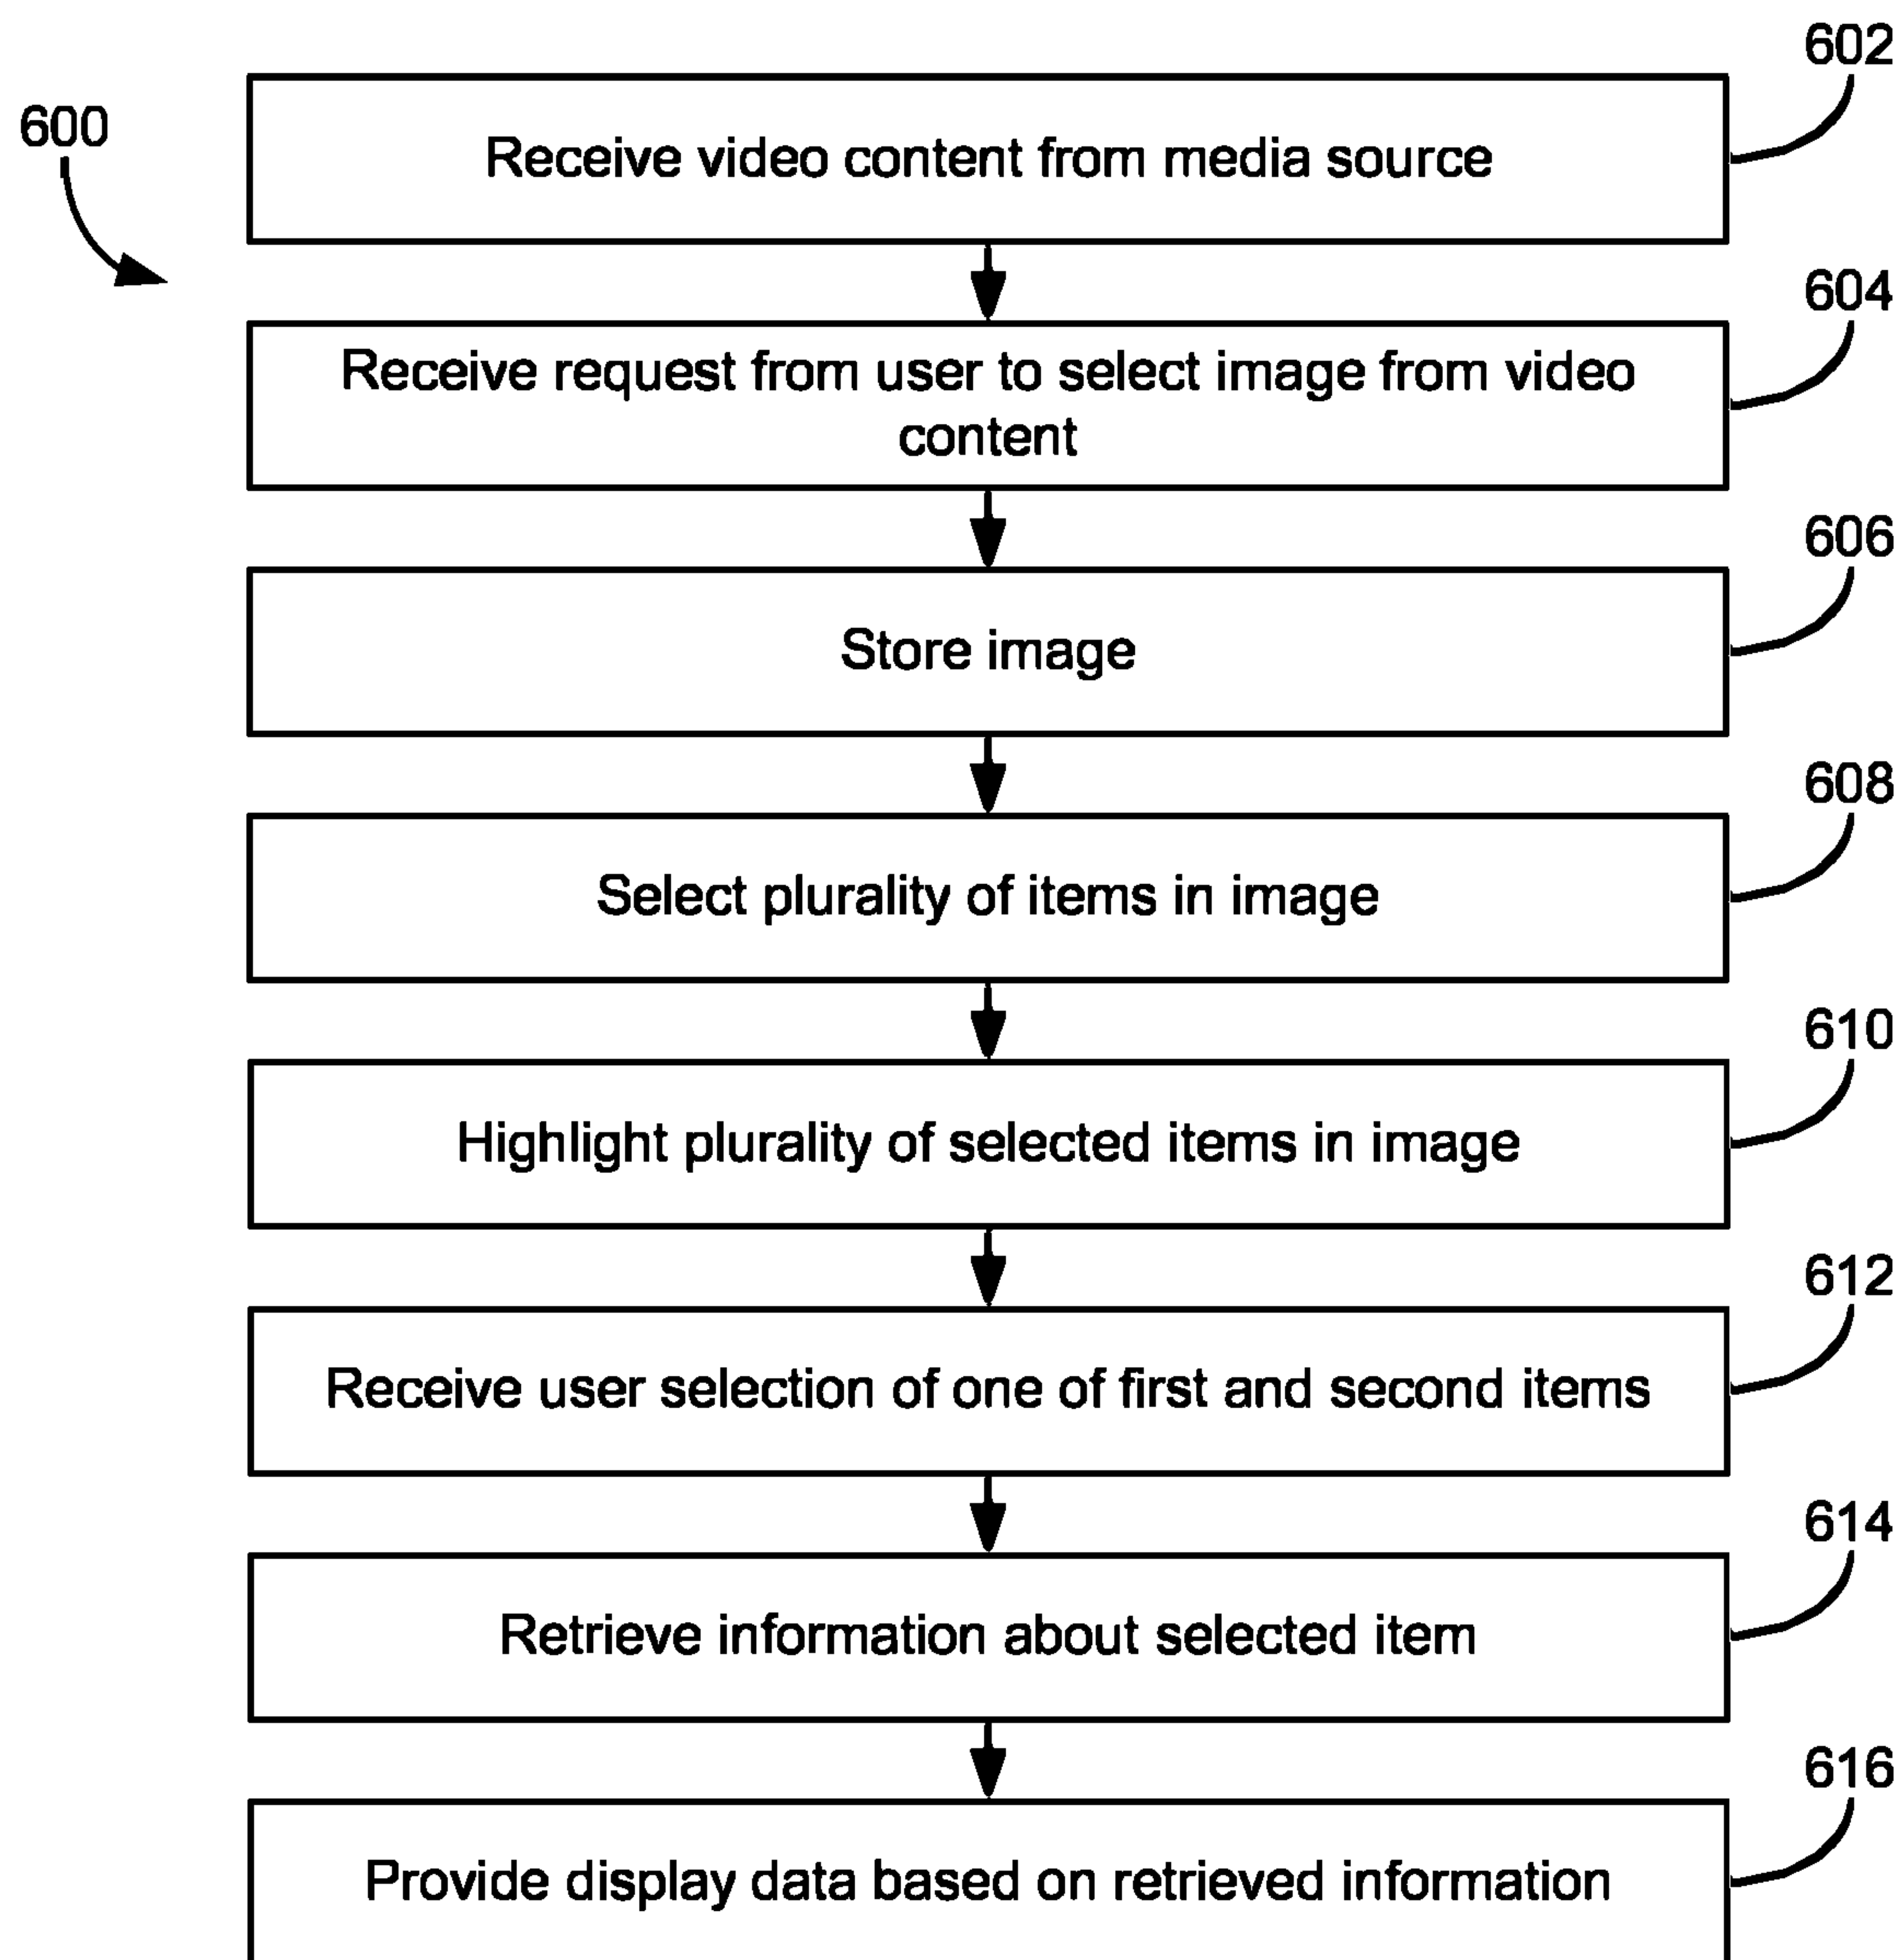 602
600
Receive video content from media source
604
Receive request from user to select image from video
content
606
Store image
608
Select plurality of items in image
610
Highlight plurality of selected items in image
612
Receive user selection of one of first and second items
614
Retrieve information about selected item
616
Provide display data based on retrieved information